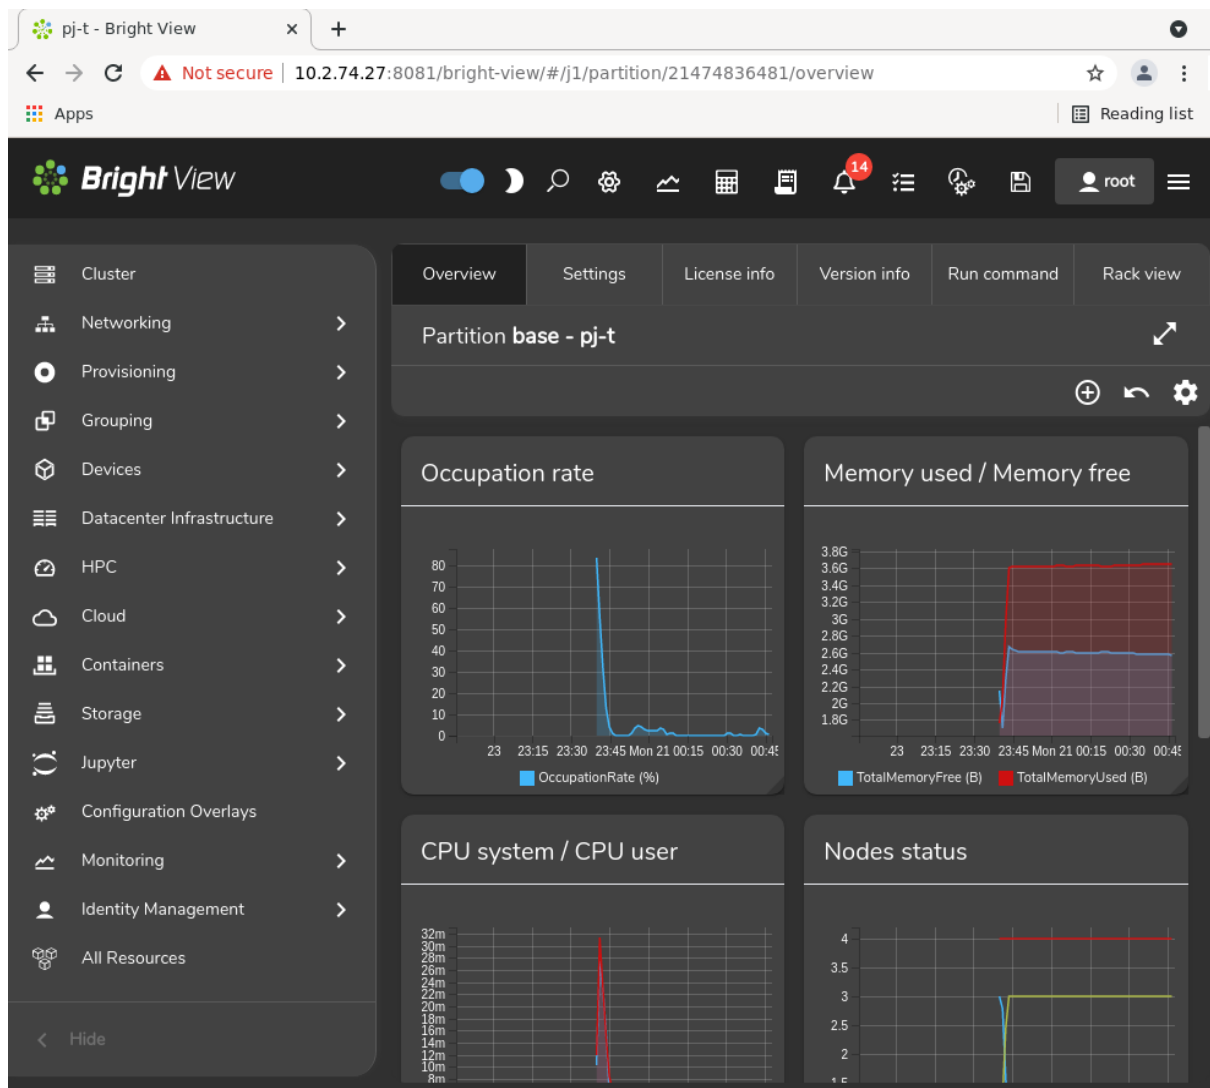 pj-t - Bright View
Not secure | 10.2.74.27:8081/bright-view/#/j1/partition/21474836481/overview
Apps
Reading list
Bright View
14
root
Cluster
Networking
Provisioning
Grouping
Devices
Datacenter Infrastructure
HPC
Cloud
Containers
Storage
Jupyter
Configuration Overlays
Monitoring
Identity Management
All Resources
Hide
Overview Settings License info Version info Run command Rack view
Partition base - pj-t
Occupation rate
80
70
60
50
40
30
20
10
0
23 23:15 23:30 23:45 Mon 21 00:15 00:30 00:45
OccupationRate (%)
Memory used / Memory free
3.8G
3.6G
3.4G
3.2G
3G
2.8G
2.6G
2.4G
2.2G
2G
1.8G
23 23:15 23:30 23:45 Mon 21 00:15 00:30 00:45
TotalMemoryFree (B) TotalMemoryUsed (B)
CPU system / CPU user
32m
30m
28m
26m
24m
22m
20m
18m
16m
14m
12m
10m
8m
Nodes status
4
3.5
3
2.5
2
1.5